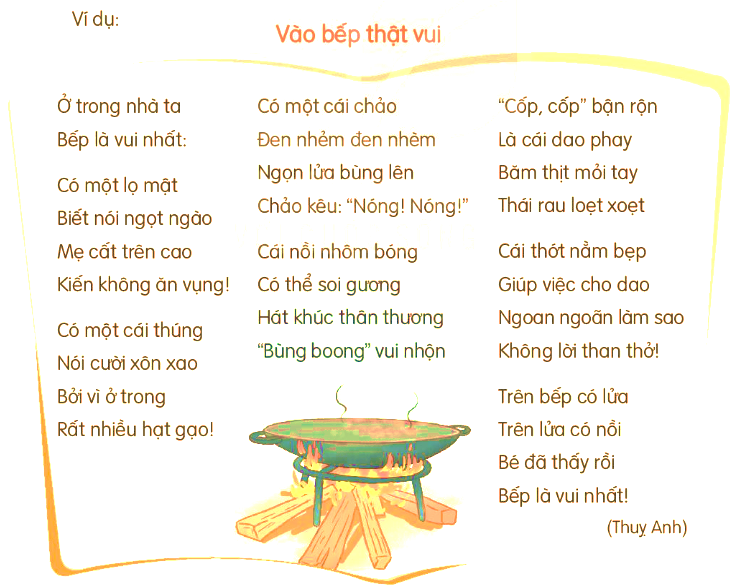 Ví dụ:
Vào bếp thật vui
Ở trong nhà ta
Bếp là vui nhất:
Có một lọ mật
Biết nói ngọt ngào
Mẹ cất trên cao
Kiến không ăn vụng!
Có một cái thúng
Nói cười xôn xao
Bởi vì ở trong
Rất nhiều hạt gạo!
Có một cái chảo
Đen nhẻm đen nhèm
Ngọn lửa bùng lên
Chảo kêu: “Nóng! Nóng!”
Cái nồi nhôm bóng
Có thể soi gương
Hát khúc thân thương
“Bùng boong” vui nhộn
“Cốp, cốp” bận rộn
Là cái dao phay
Băm thịt mỏi tay
Thái rau loẹt xoẹt
Cái thớt nằm bẹp
Giúp việc cho dao
Ngoan ngoãn làm sao
Không lời than thở!
Trên bếp có lửa
Trên lửa có nồi
Bé đã thấy rồi
Bếp là vui nhất!
(Thuỵ Anh)